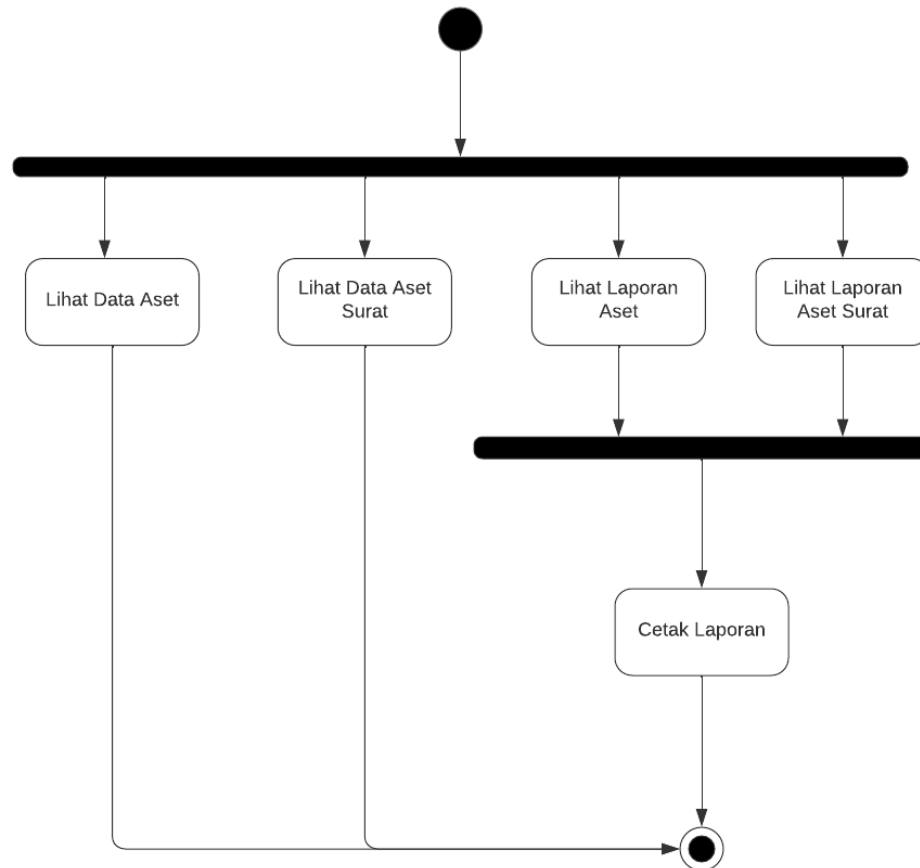 Lihat Data Aset
Lihat Data Aset
Surat
Lihat Laporan
Aset
Lihat Laporan
Aset Surat
Cetak Laporan